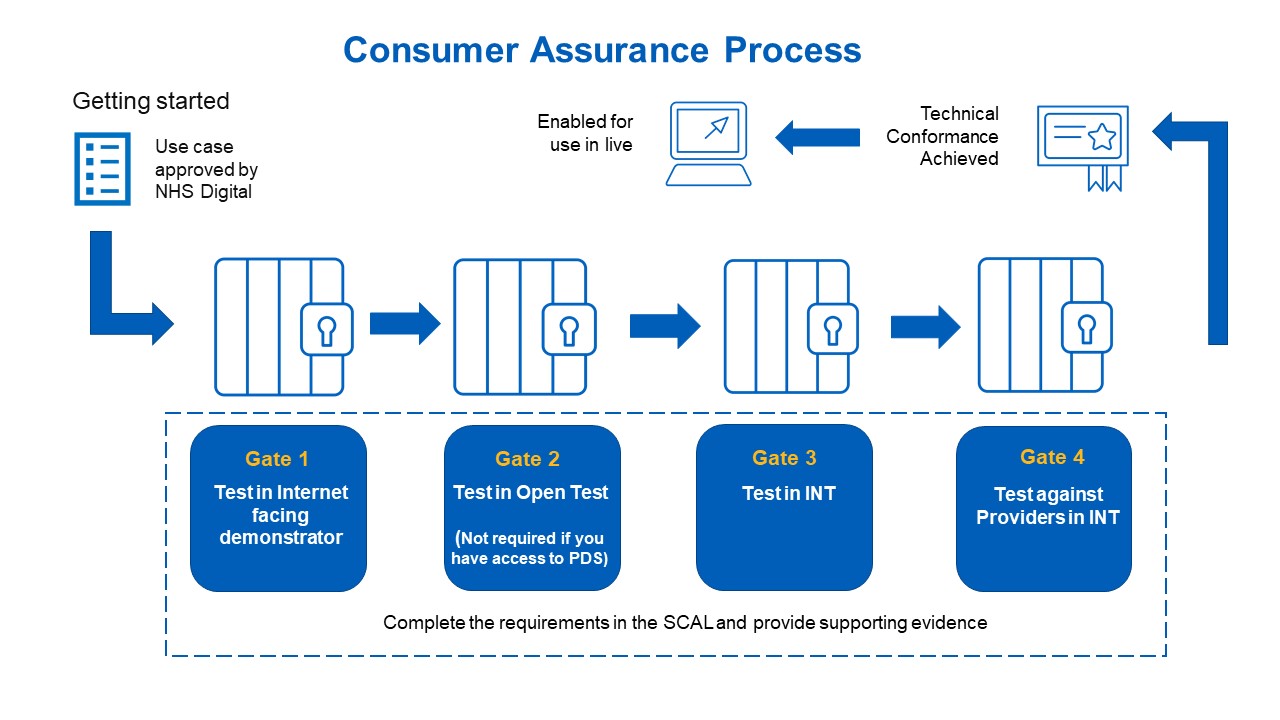 Consumer Assurance Process
Getting started
Use case
approved by
NHS Digital
Enabled for
use in live
Technical
Conformance
Achieved
Gate 1
Test in Internet
facing
demonstrator
Gate 2
Test in Open Test
(Not required if you
have access to PDS)
Gate 3
Test in INT
Gate 4
Test against
Providers in INT
Complete the requirements in the SCAL and provide supporting evidence